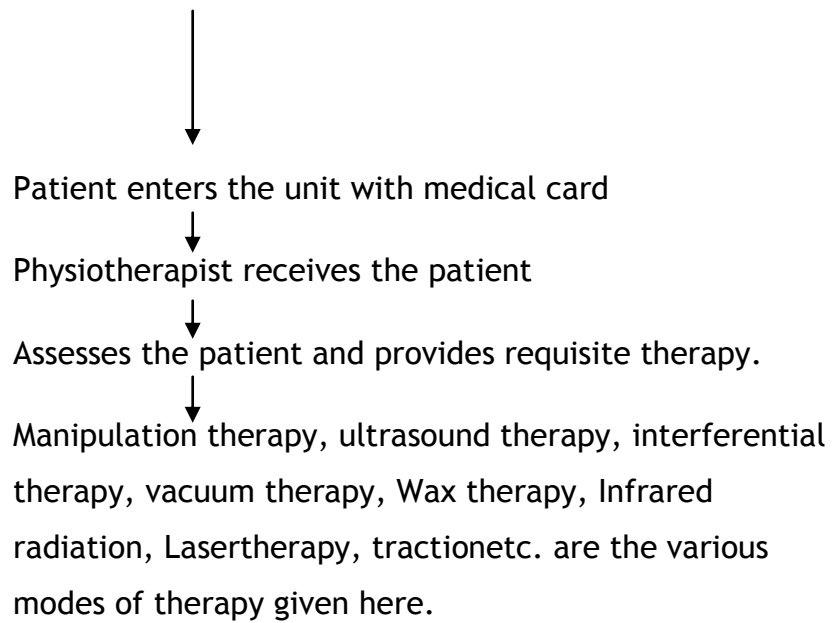 Patient enters the unit with medical card
Physiotherapist receives the patient
Assesses the patient and provides requisite therapy.
Manipulation therapy, ultrasound therapy, interferential
therapy, vacuum therapy, Wax therapy, Infrared
radiation, Lasertherapy, tractionetc. are the various
modes of therapy given here.